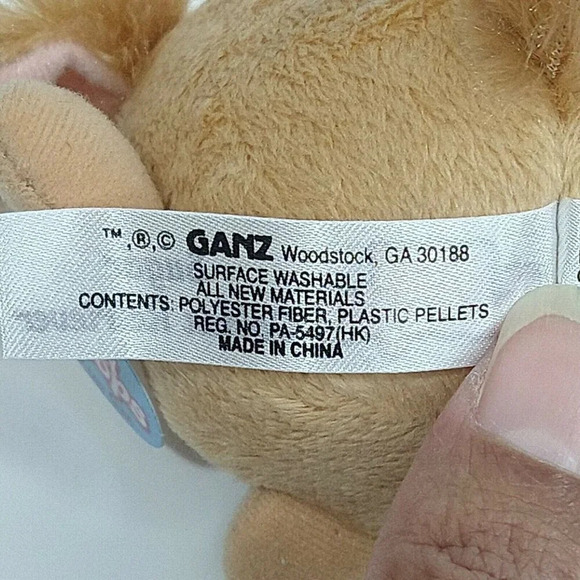 ™,®,© GANZ Woodstock, GA 30188
SURFACE WASHABLE
ALL NEW MATERIALS
CONTENTS: POLYESTER FIBER, PLASTIC PELLETS
REG. NO. PA-5497(HK)
MADE IN CHINA